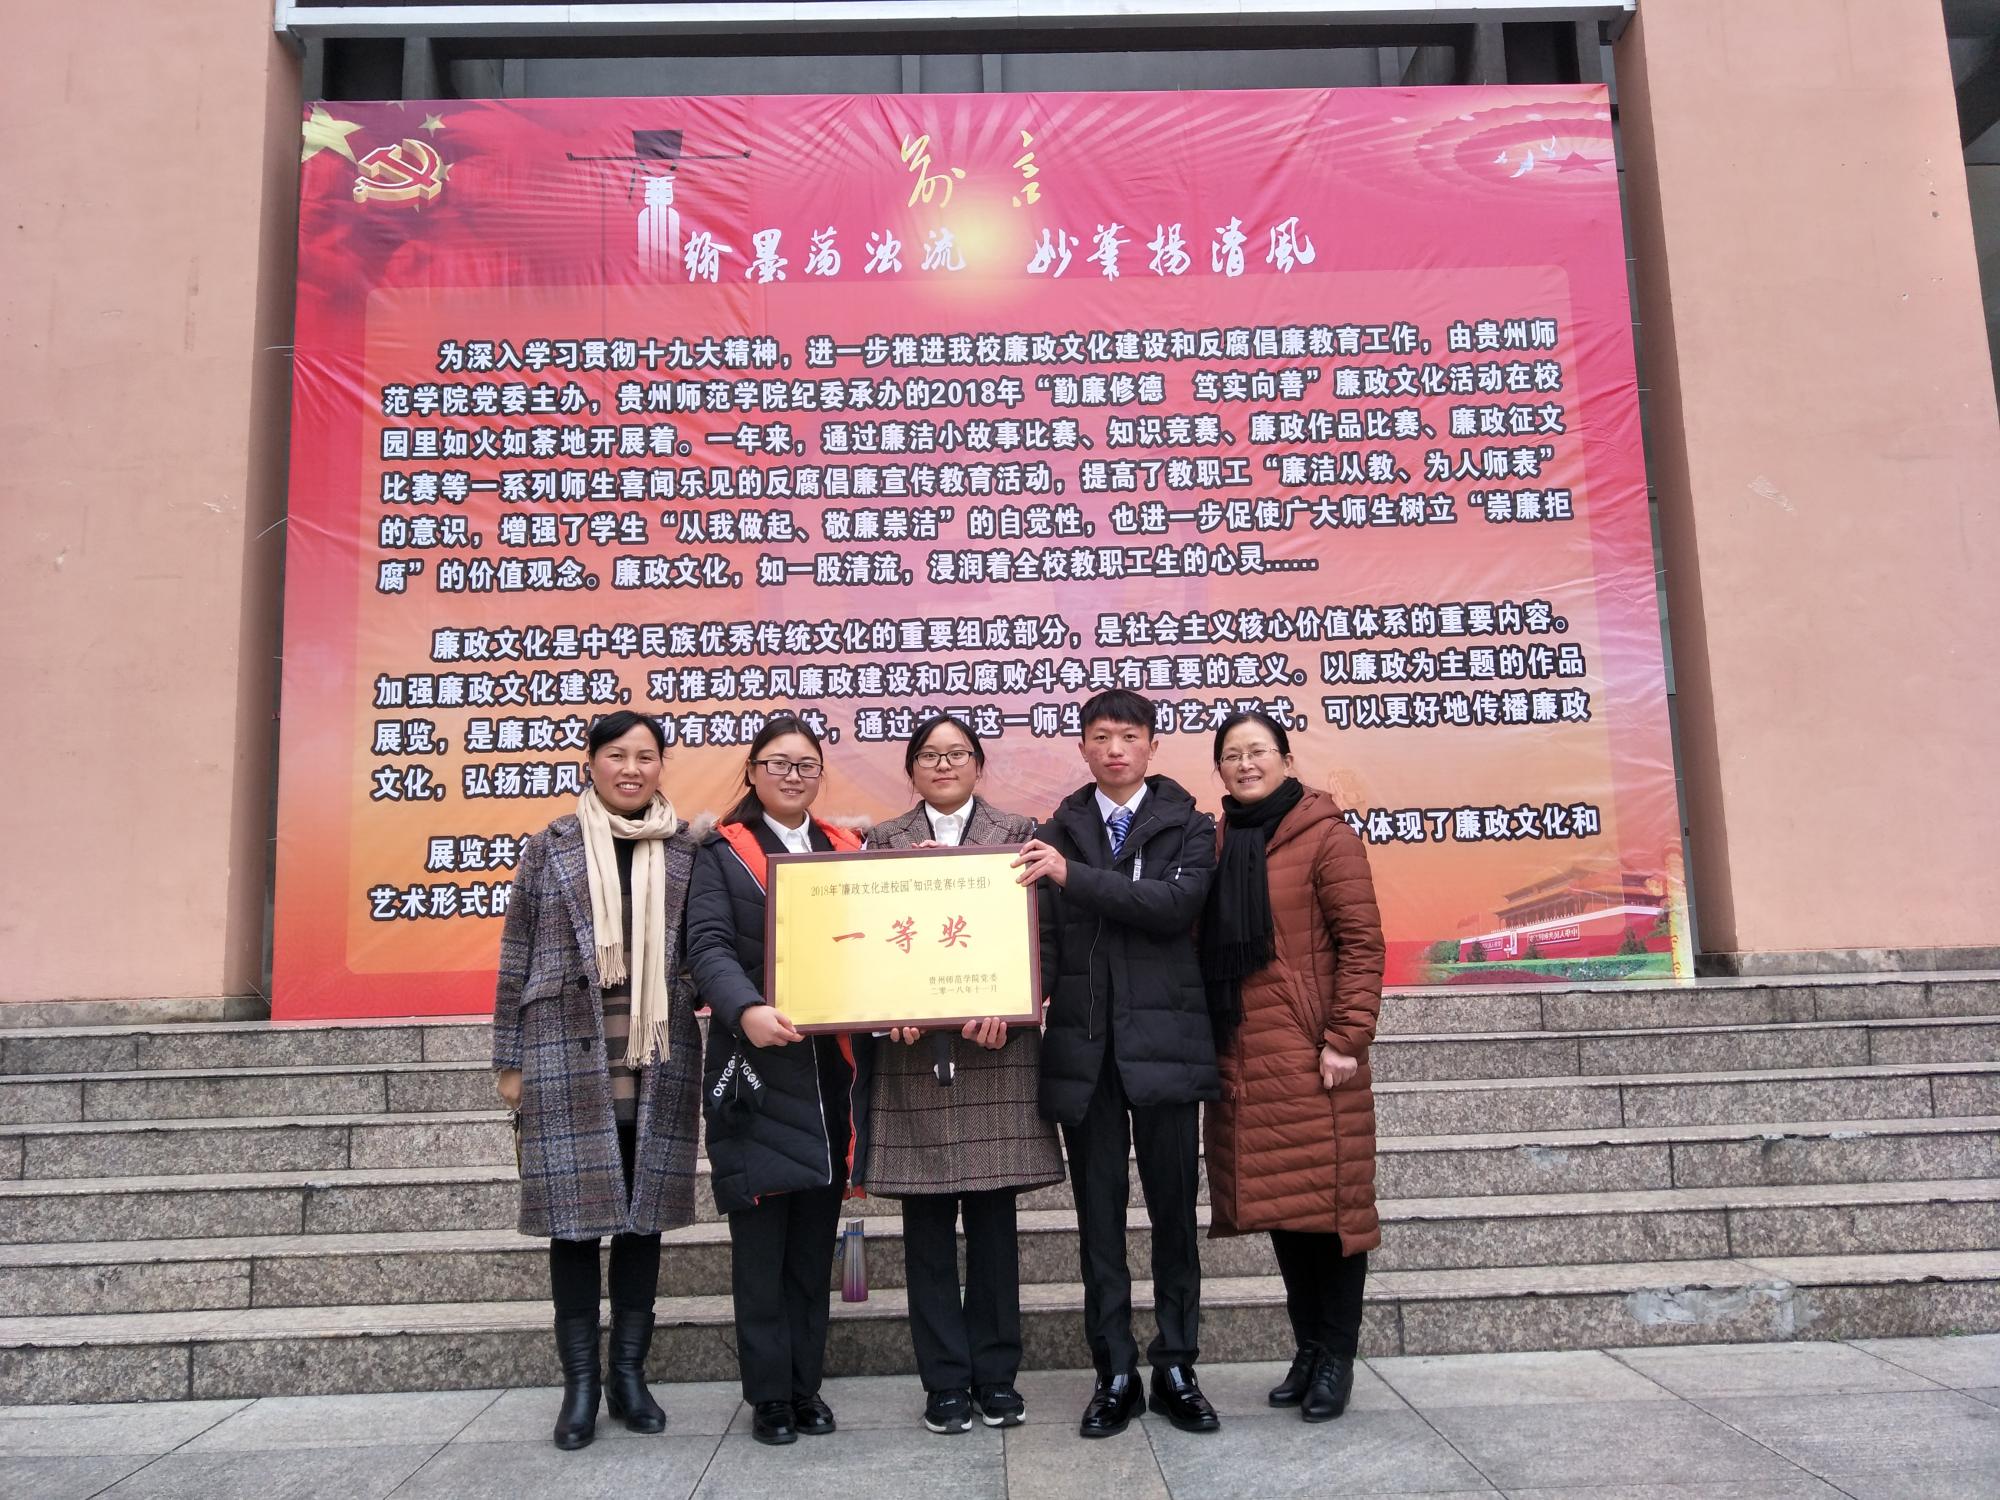 前言
翰墨荡浊流 妙筆揚清風
为深入学习贯彻十九大精神，进一步推进我校廉政文化建设和反腐倡廉教育工作，由贵州师
范学院党委主办，贵州师范学院纪委承办的2018年“勤廉修德 笃实向善”廉政文化活动在校
园里如火如荼地开展着。一年来，通过廉洁小故事比赛、知识竞赛、廉政作品比赛、廉政征文
比赛等一系列师生喜闻乐见的反腐倡廉宣传教育活动，提高了教职工“廉洁从教、为人师表”
的意识，增强了学生“从我做起、敬廉崇洁”的自觉性，也进一步促使广大师生树立“崇廉拒
腐”的价值观念。廉政文化，如一股清流，浸润着全校教职工生的心灵……
廉政文化是中华民族优秀传统文化的重要组成部分，是社会主义核心价值体系的重要内容。
加强廉政文化建设，对推动党风廉政建设和反腐败斗争具有重要的意义。以廉政为主题的作品
展览，是廉政文 动有效的 体，通过 这一师生 的艺术形式，可以更好地传播廉政
文化，弘扬清风
展览共 体现了廉政文化和
艺术形式的
2018年“廉政文化进校园”知识竞赛(学生组)
一等奖
贵州师范学院党委
二零一八年十一月
OXYGEN